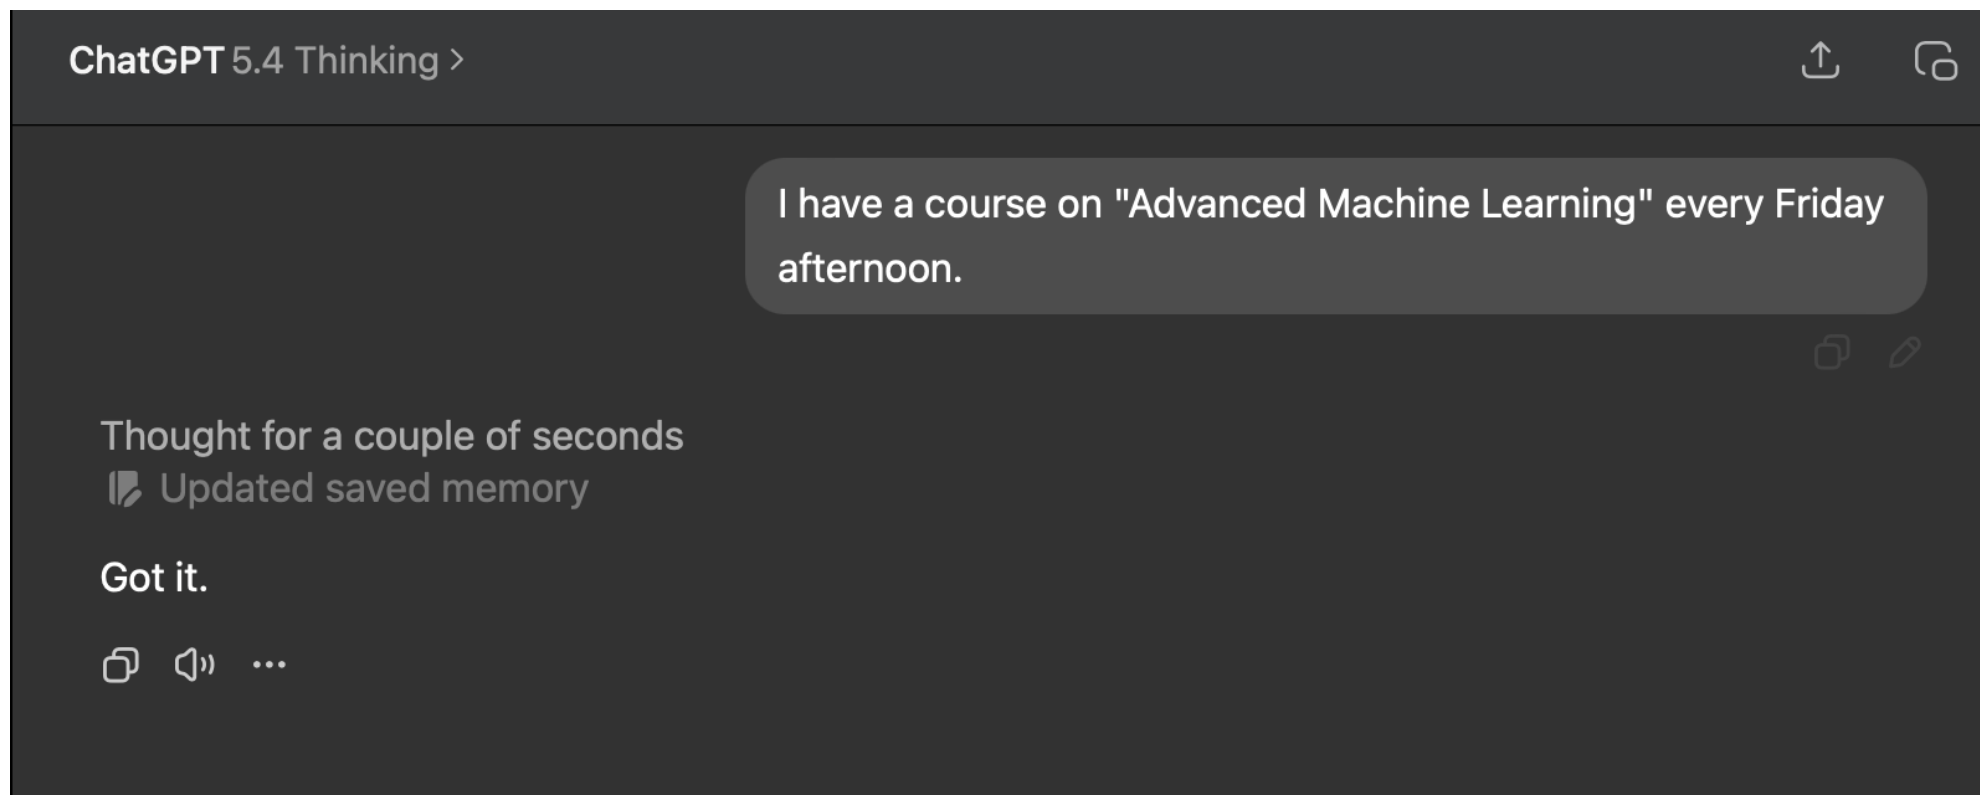 ChatGPT 5.4 Thinking >
I have a course on "Advanced Machine Learning" every Friday
afternoon.
Thought for a couple of seconds
Updated saved memory
Got it.